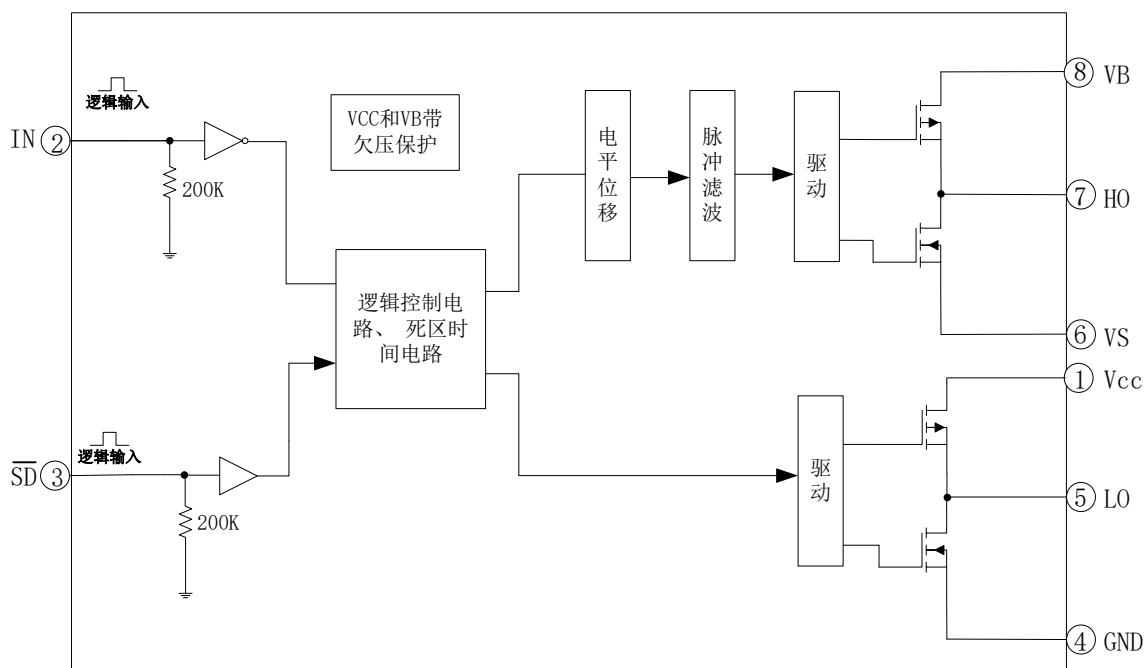 ⑧ VB
逻辑输入
IN ②
200K
VCC和VB带
欠压保护
电平位移
脉冲滤波
驱动
⑦ HO
逻辑控制电
路、 死区时
间电路
⑥ VS
① Vcc
逻辑输入
SD ③
200K
驱动
⑤ LO
④ GND